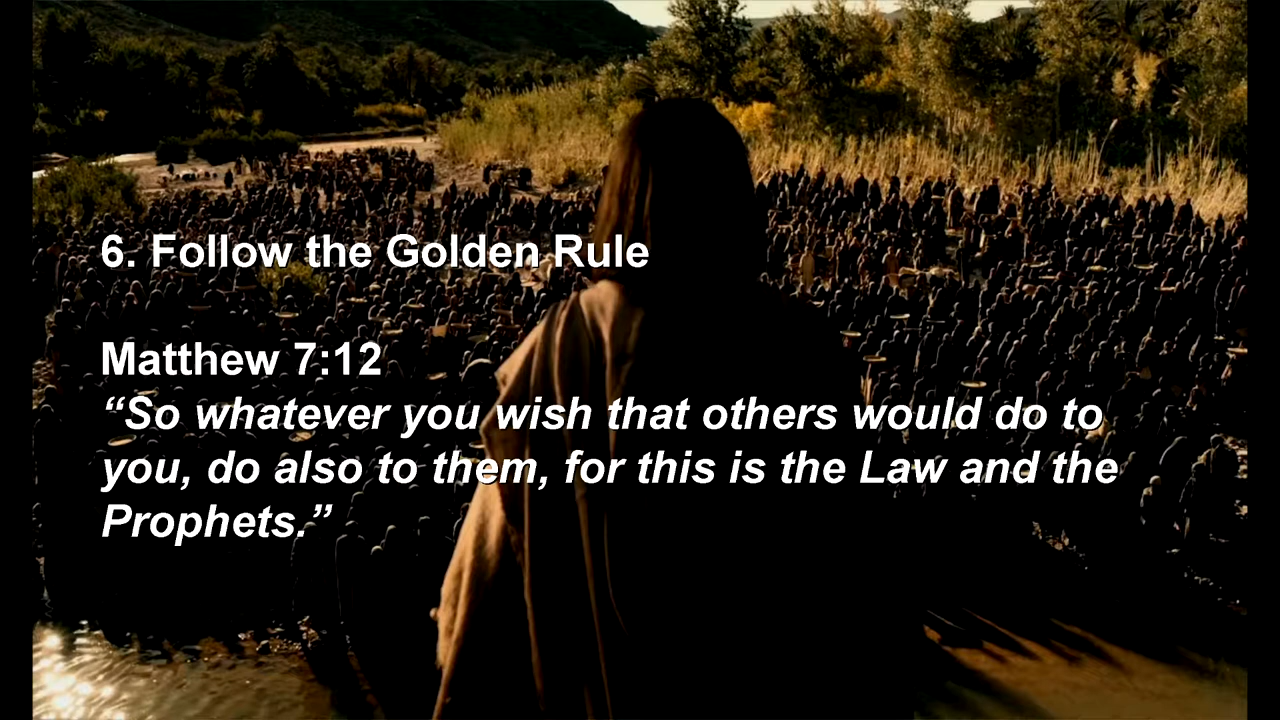 6. Follow the Golden Rule
Matthew 7:12
“So whatever you wish that others would do to
you, do also to them, for this is the Law and the
Prophets.”